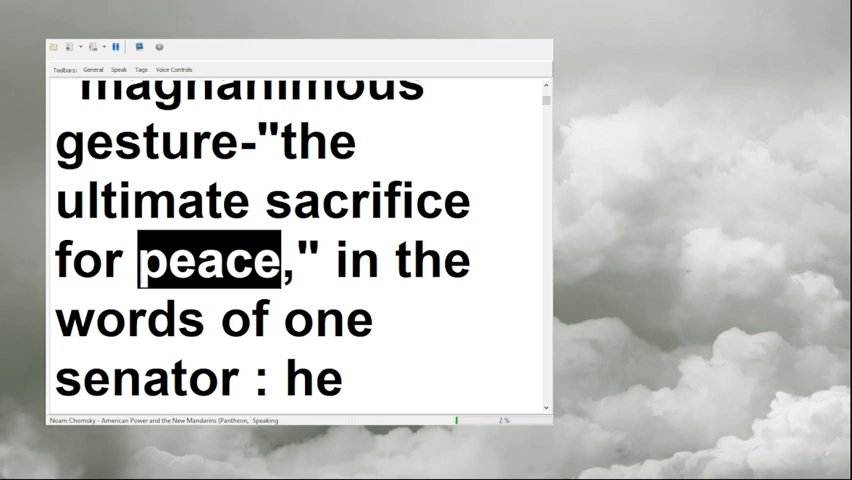 Toolbars: General Speak Tags Voice Controls
"magnanimous
gesture-"the
ultimate sacrifice
for peace," in the
words of one
senator : he
Noam Chomsky - American Power and the New Mandarins (Pantheon, Speaking 2 %